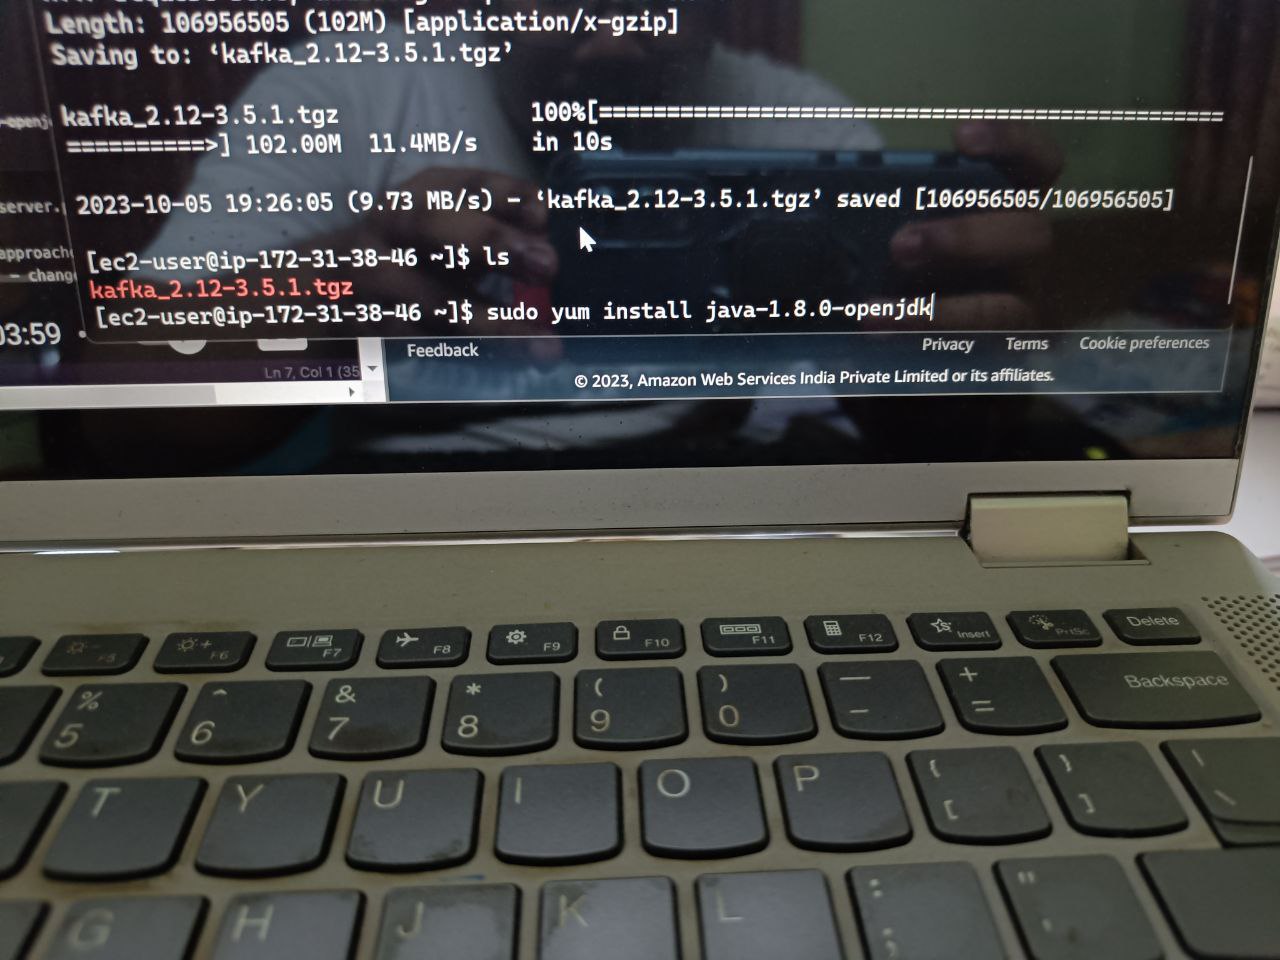 Length: 106956505 (102M) [application/x-gzip]
Saving to: ‘kafka_2.12-3.5.1.tgz’
kafka_2.12-3.5.1.tgz 100%[==============================================
==========>] 102.00M 11.4MB/s in 10s
2023-10-05 19:26:05 (9.73 MB/s) - ‘kafka_2.12-3.5.1.tgz’ saved [106956505/106956505]
[ec2-user@ip-172-31-38-46 ~]$ ls
kafka_2.12-3.5.1.tgz
[ec2-user@ip-172-31-38-46 ~]$ sudo yum install java-1.8.0-openjdk
server.
approach
- chang
03:59
Ln 7, Col 1 (35
Feedback Privacy Terms Cookie preferences
© 2023, Amazon Web Services India Private Limited or its affiliates.
F5 F6 F7 F8 F9 F10 F11 F12 Insert PrtSc Delete
% ^ & * ( ) — +
5 6 7 8 9 0 - = Backspace
T Y U I O P { [ } ] | \
G H J K L : ; " '